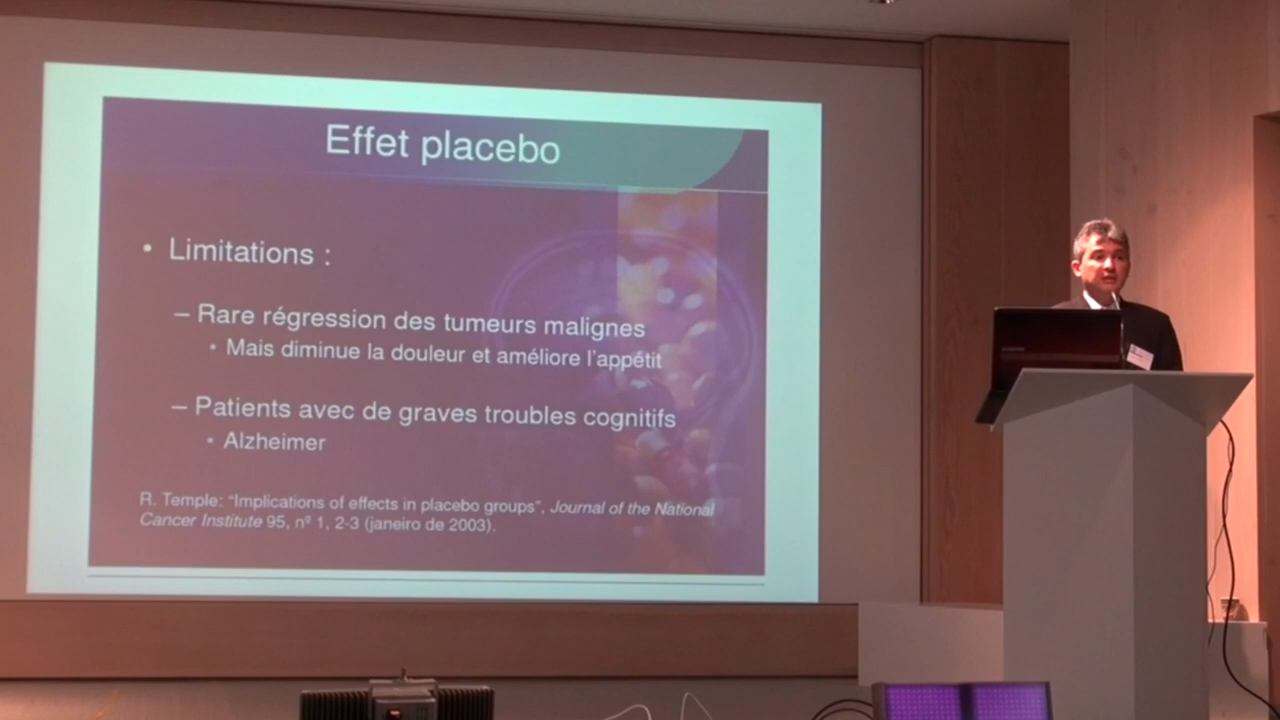 Effet placebo
• Limitations :
– Rare régression des tumeurs malignes
• Mais diminue la douleur et améliore l'appétit
– Patients avec de graves troubles cognitifs
• Alzheimer
R. Temple: “Implications of effects in placebo groups”, Journal of the National
Cancer Institute 95, nº 1, 2-3 (janeiro de 2003).